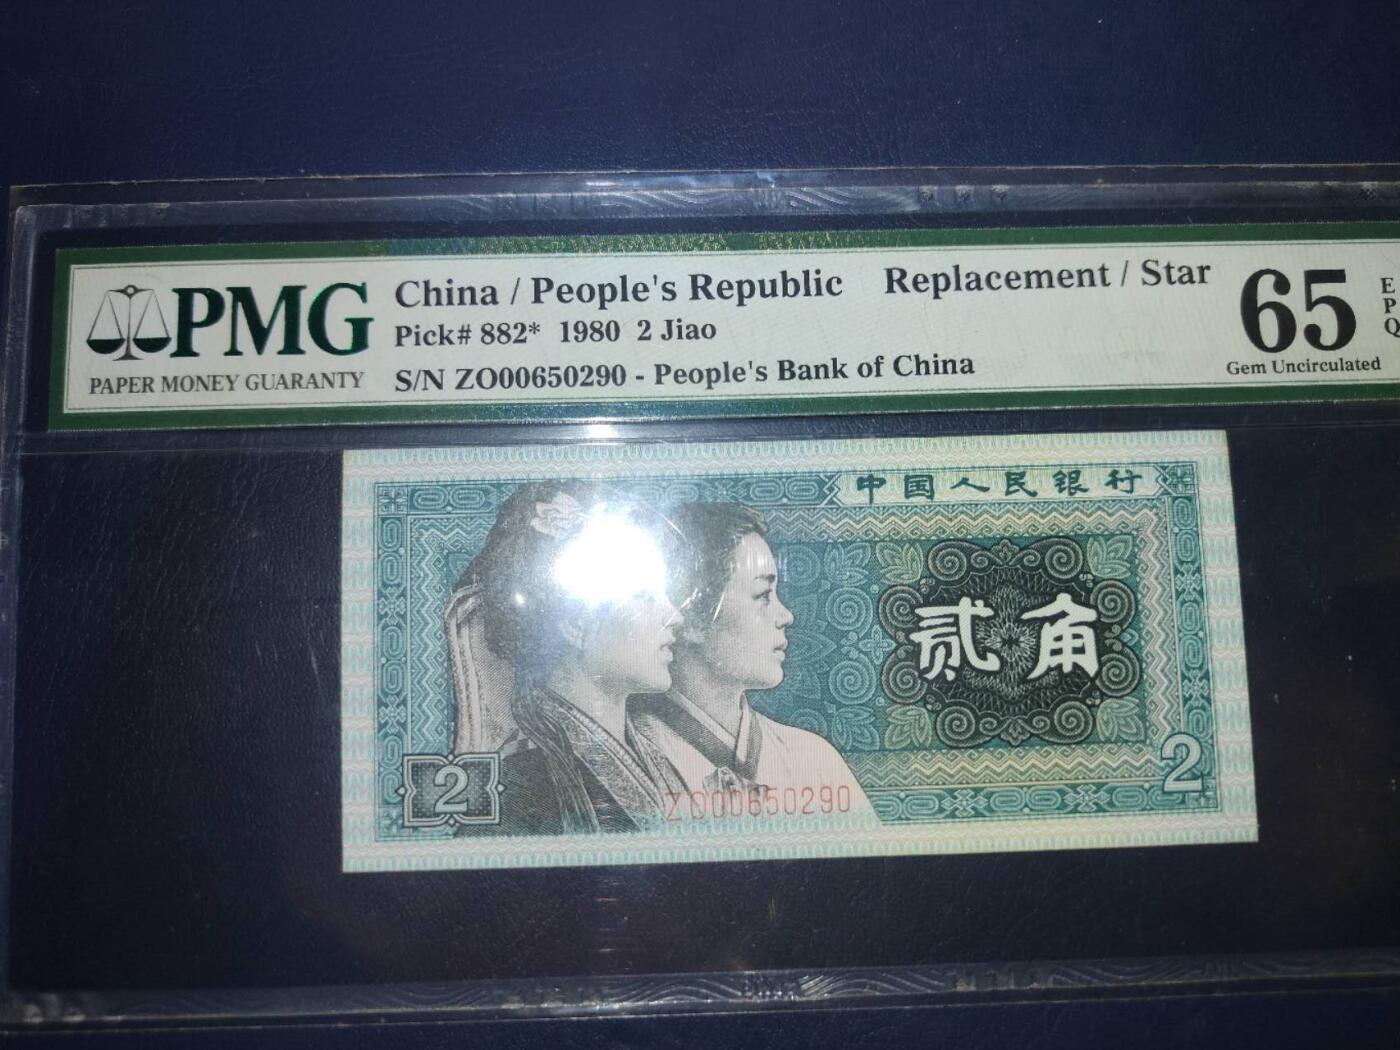 PMG
PAPER MONEY GUARANTY
China / People's Republic Replacement / Star
Pick# 882* 1980 2 Jiao
S/N ZO00650290 - People's Bank of China
65
Gem Uncirculated
E
P
Q
中国人民银行
贰角
2
2
ZO00650290